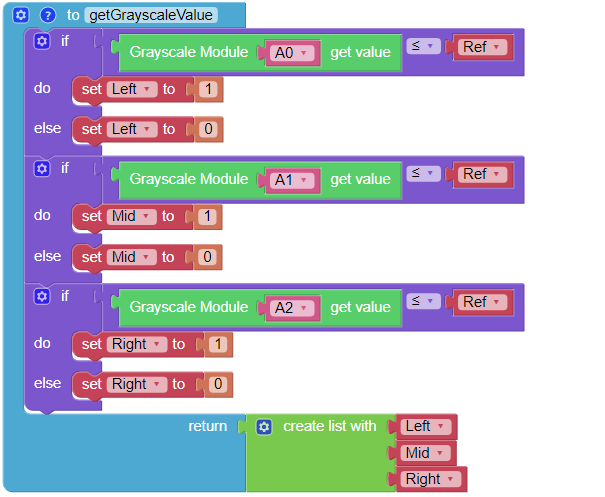 ? to getGrayscaleValue
if Grayscale Module A0 get value ≤ Ref
do set Left to 1
else set Left to 0
if Grayscale Module A1 get value ≤ Ref
do set Mid to 1
else set Mid to 0
if Grayscale Module A2 get value ≤ Ref
do set Right to 1
else set Right to 0
return create list with Left
Mid
Right